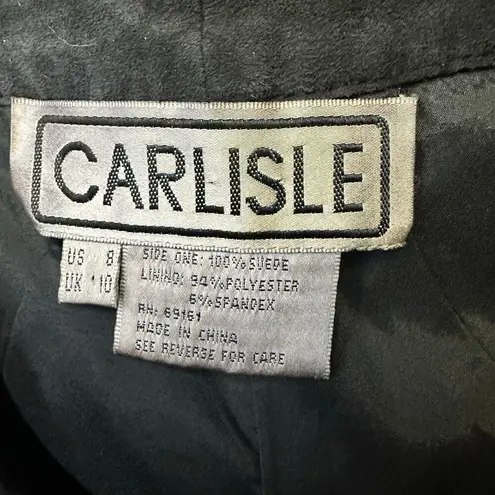 CARLISLE
US 8
UK 10
SIDE ONE: 100% SUEDE
LINING: 94% POLYESTER
6% SPANDEX
RN: 69161
MADE IN CHINA
SEE REVERSE FOR CARE